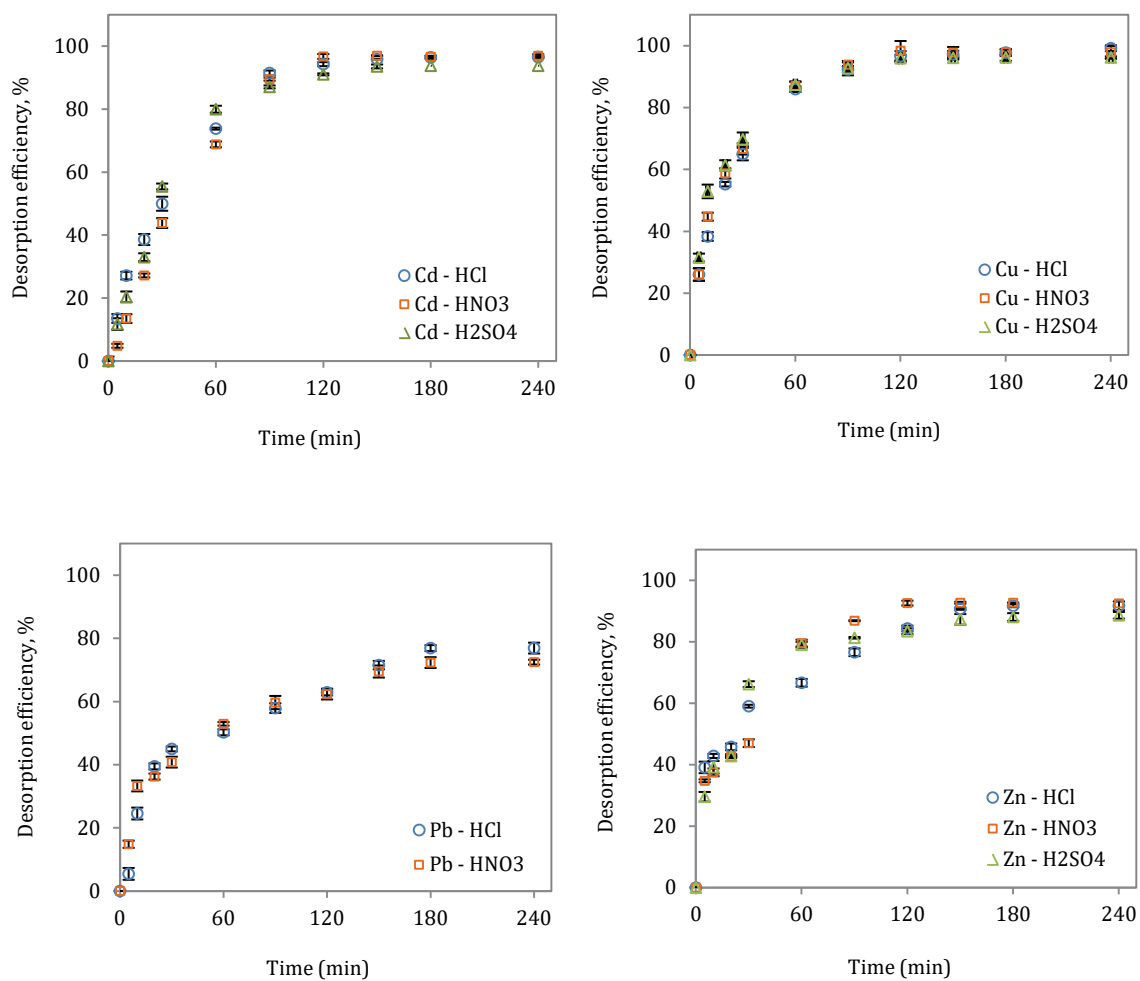 Desorption efficiency, %
100
80
60
40
20
0
0 60 120 180 240
Time (min)
Cd - HCl
Cd - HNO3
Cd - H2SO4
Desorption efficiency, %
100
80
60
40
20
0
0 60 120 180 240
Time (min)
Cu - HCl
Cu - HNO3
Cu - H2SO4
Desorption efficiency, %
100
80
60
40
20
0
0 60 120 180 240
Time (min)
Pb - HCl
Pb - HNO3
Desorption efficiency, %
100
80
60
40
20
0
0 60 120 180 240
Time (min)
Zn - HCl
Zn - HNO3
Zn - H2SO4